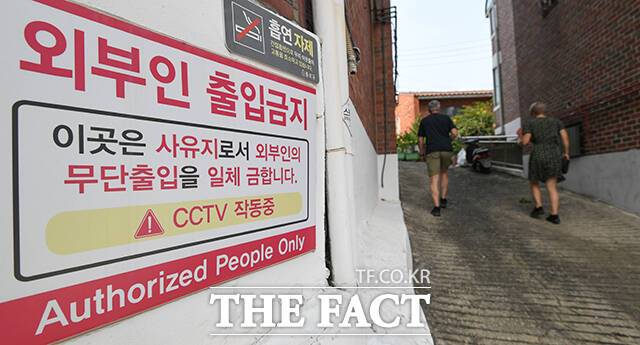 흡연 자제
외부인 출입금지
이곳은 사유지로서 외부인의
무단출입을 일체 금합니다.
CCTV 작동중
Authorized People Only
TF.CO.KR
THE FACT